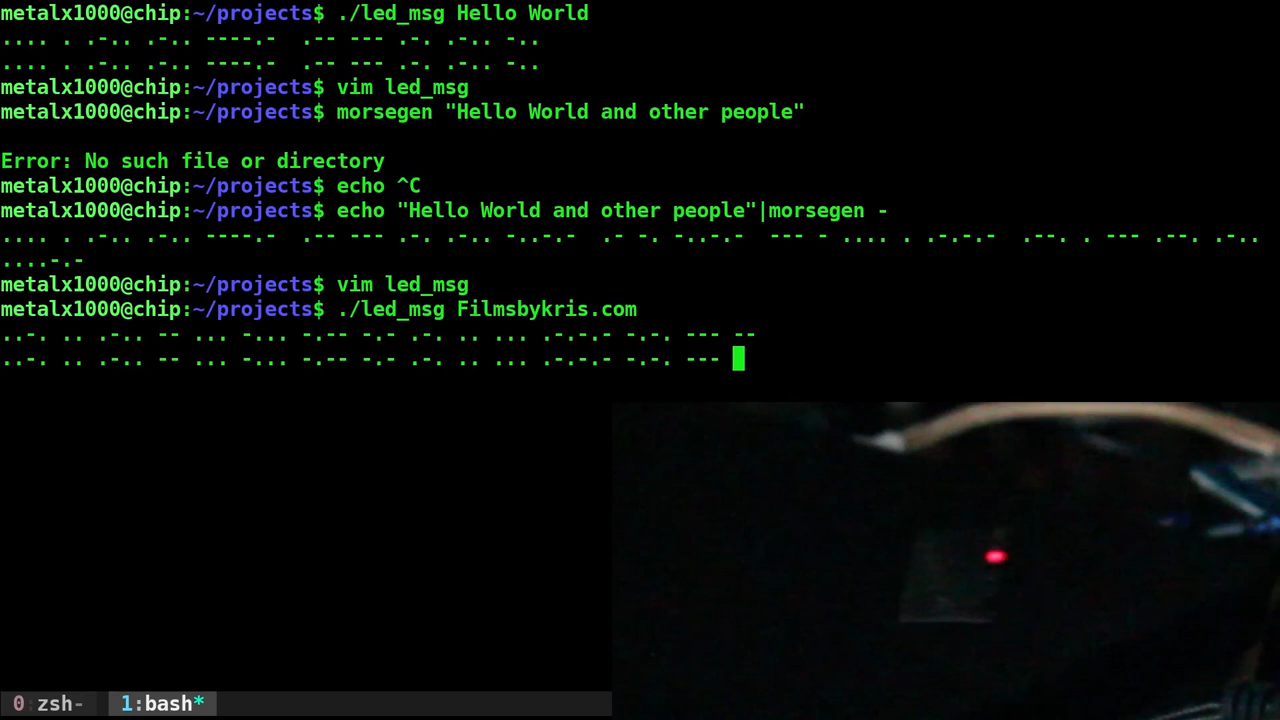 metalx1000@chip:~/projects$ ./led_msg Hello World
.... . .-.. .-.. ----.-  .-- --- .-. .-.. -..
.... . .-.. .-.. ----.-  .-- --- .-. .-.. -..
metalx1000@chip:~/projects$ vim led_msg
metalx1000@chip:~/projects$ morsegen "Hello World and other people"
Error: No such file or directory
metalx1000@chip:~/projects$ echo ^C
metalx1000@chip:~/projects$ echo "Hello World and other people"|morsegen -
.... . .-.. .-.. ----.-  .-- --- .-. .-.. -..-.-  .- -. -..-.-  --- - .... . .-.-.-  .--. . --- .--. .-..
....-.-
metalx1000@chip:~/projects$ vim led_msg
metalx1000@chip:~/projects$ ./led_msg Filmsbykris.com
..-. .. .-.. -- ... -... -.-- -.- .-. .. ... .-.-.- -.-. --- --
..-. .. .-.. -- ... -... -.-- -.- .-. .. ... .-.-.- -.-. ---
0:zsh- 1:bash*